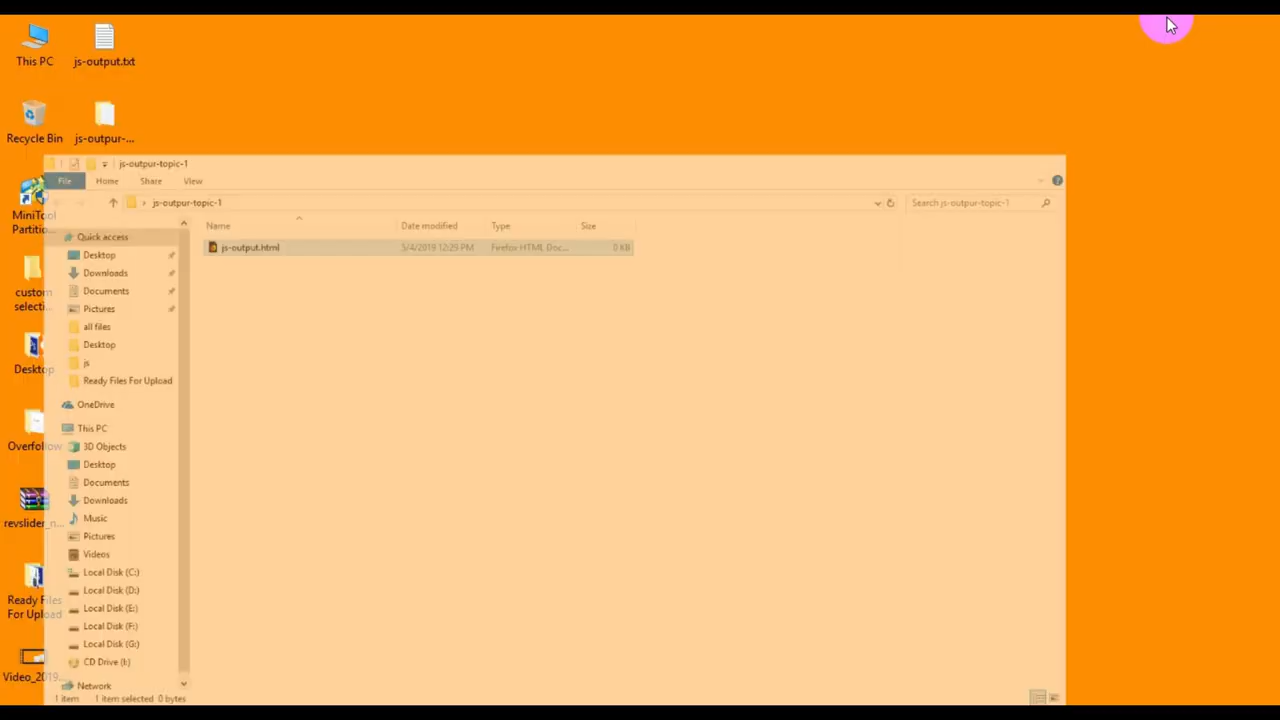 This PC
js-output.txt
Recycle Bin
js-outpur-...
MiniTool
Partitio...
custom
selecti...
Desktop
Overfollow
revslider_n...
Ready Files
For Upload
Video_2019...
js-outpur-topic-1
File Home Share View
js-outpur-topic-1
Search js-outpur-topic-1
Name Date modified Type Size
js-output.html 5/4/2019 12:29 PM Firefox HTML Doc... 0 KB
Quick access
Desktop
Downloads
Documents
Pictures
all files
Desktop
js
Ready Files For Upload
OneDrive
This PC
3D Objects
Desktop
Documents
Downloads
Music
Pictures
Videos
Local Disk (C:)
Local Disk (D:)
Local Disk (E:)
Local Disk (F:)
Local Disk (G:)
CD Drive (I:)
Network
1 item 1 item selected 0 bytes